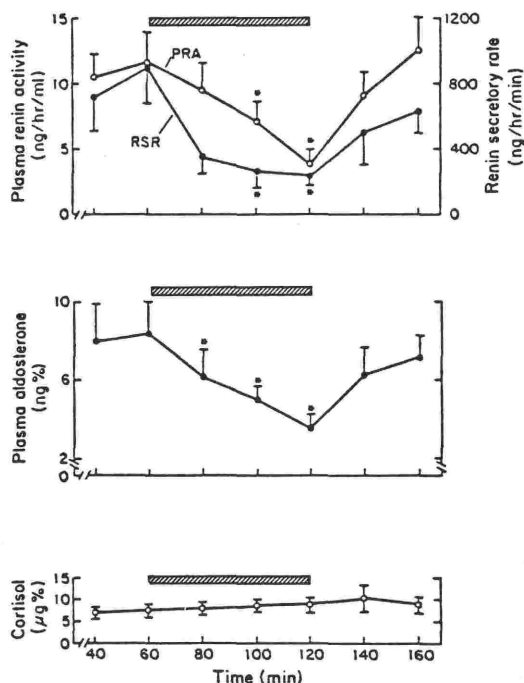 Plasma renin activity
(ng/hr/ml)
15
10
5
0
PRA
RSR
*
*
*
*
1200
800
400
0
Renin secretory rate
(ng/hr/min)
Plasma aldosterone
(ng%)
10
6
2
0
*
*
*
Cortisol
(μg%)
15
10
5
0
40 60 80 100 120 140 160
Time (min)